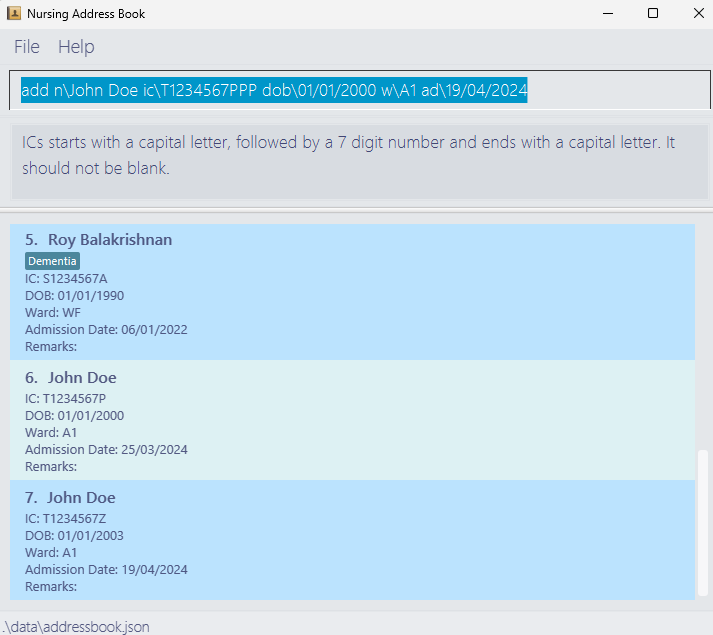 Nursing Address Book
File Help
add n\John Doe ic\T1234567PPP dob\01/01/2000 w\A1 ad\19/04/2024
ICs starts with a capital letter, followed by a 7 digit number and ends with a capital letter. It
should not be blank.
5. Roy Balakrishnan
Dementia
IC: S1234567A
DOB: 01/01/1990
Ward: WF
Admission Date: 06/01/2022
Remarks:
6. John Doe
IC: T1234567P
DOB: 01/01/2000
Ward: A1
Admission Date: 25/03/2024
Remarks:
7. John Doe
IC: T1234567Z
DOB: 01/01/2003
Ward: A1
Admission Date: 19/04/2024
Remarks:
.\data\addressbook.json